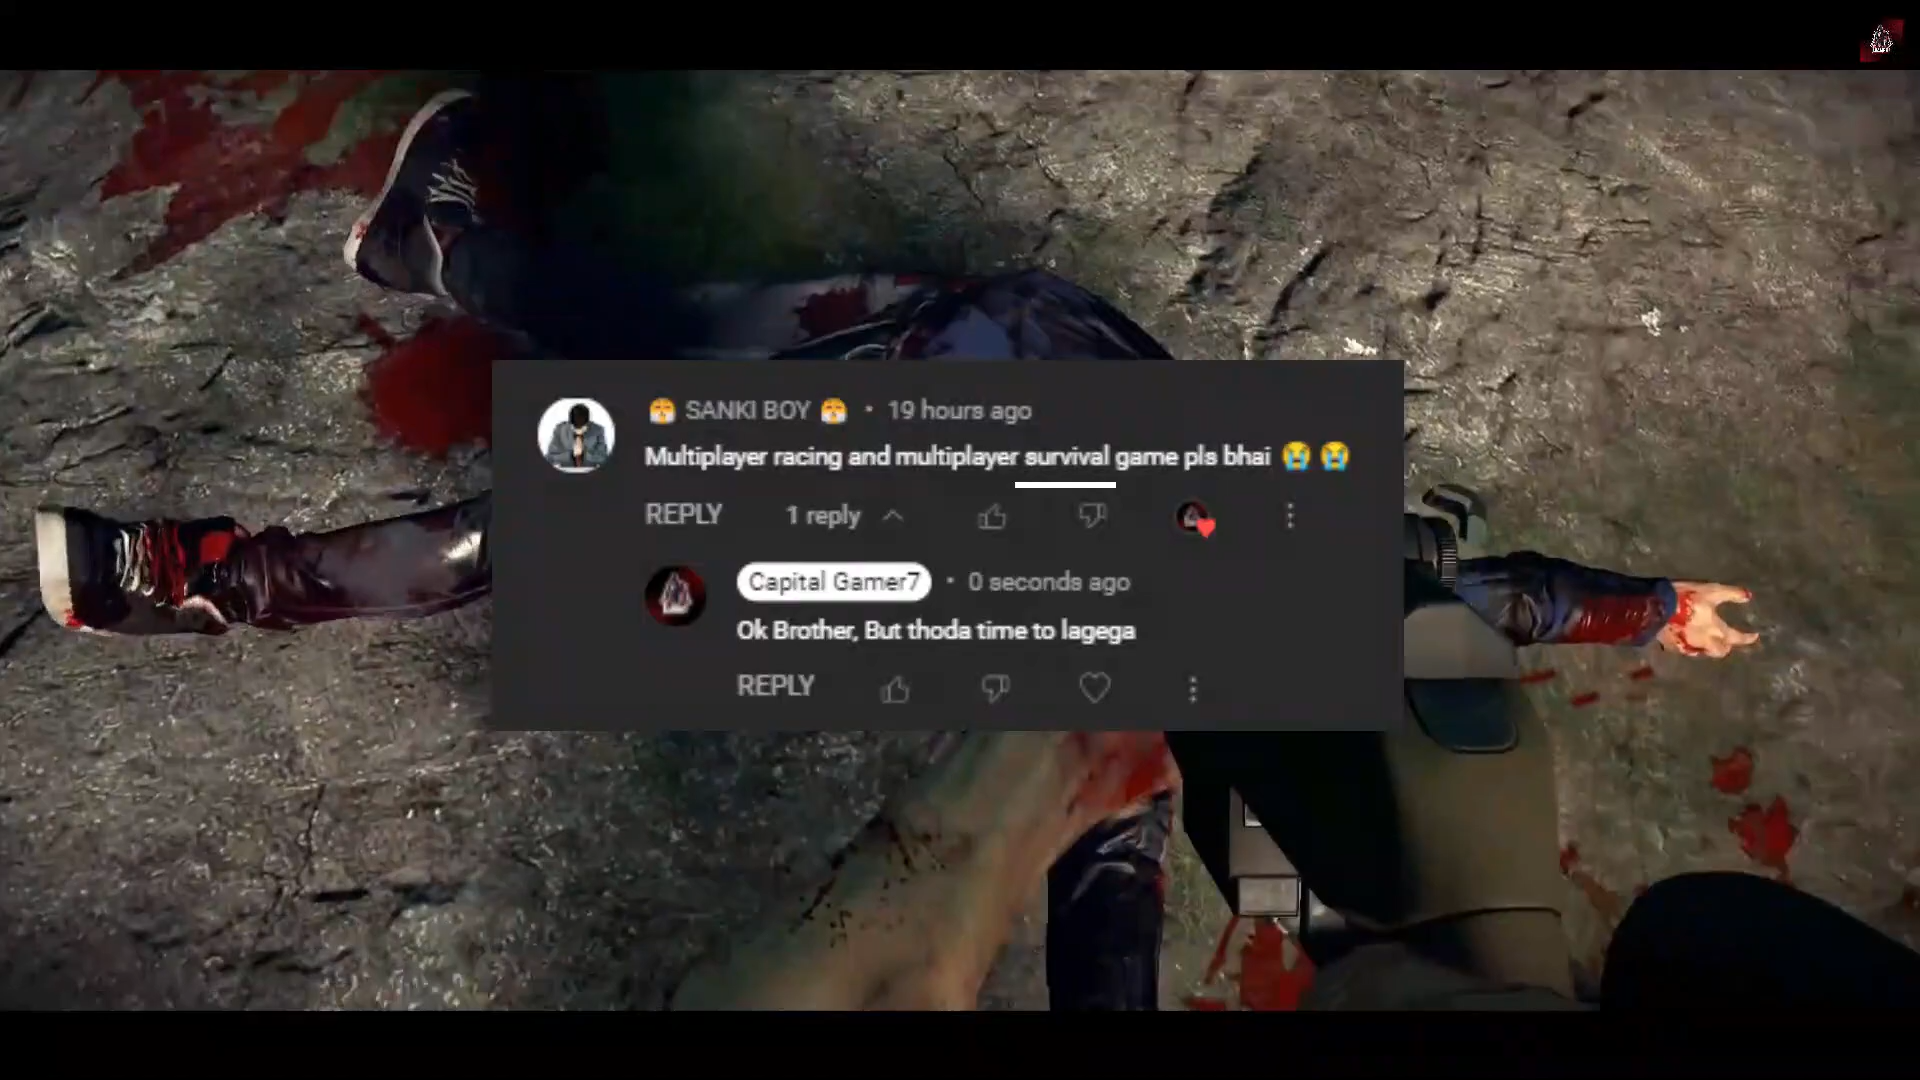 😤 SANKI BOY 😤 • 19 hours ago
Multiplayer racing and multiplayer survival game pls bhai 😭 😭
REPLY 1 reply
Capital Gamer7 • 0 seconds ago
Ok Brother, But thoda time to lagega
REPLY